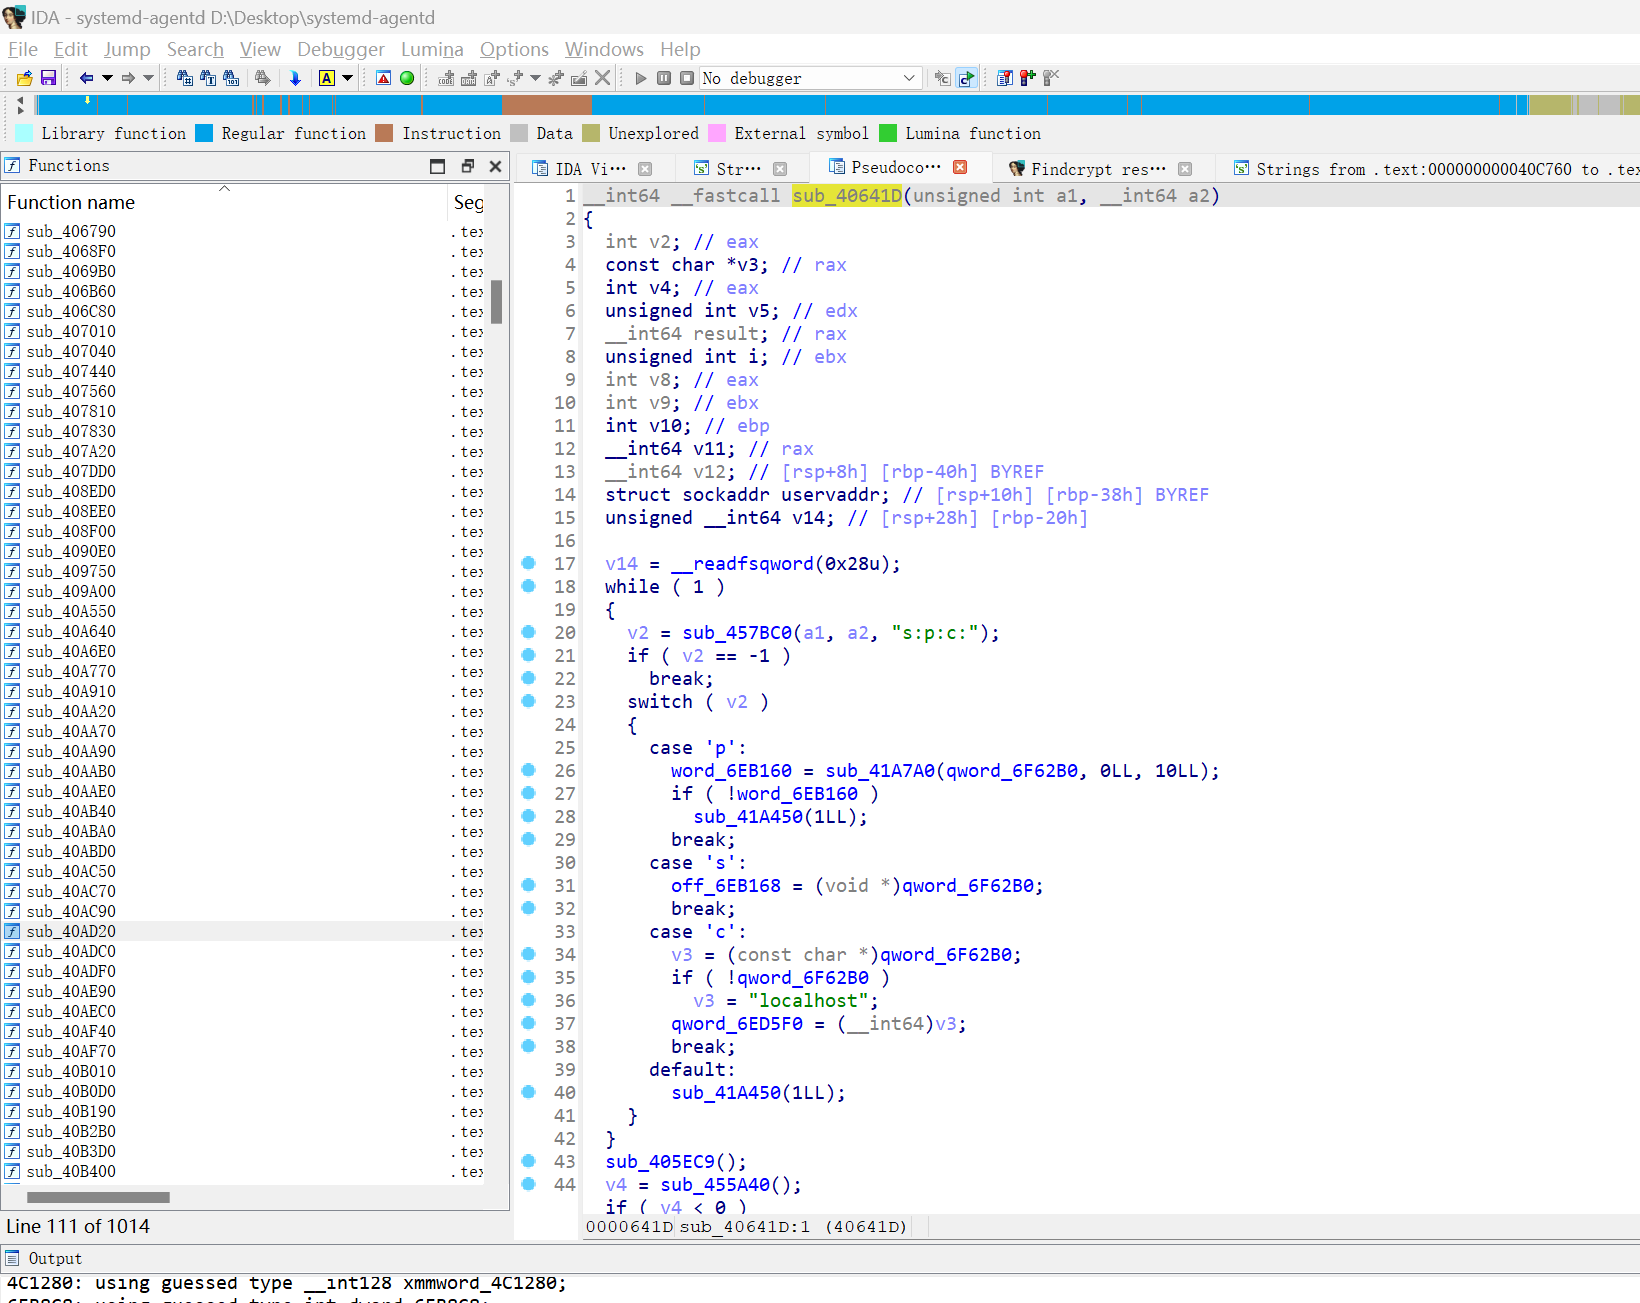 IDA - systemd-agentd D:\Desktop\systemd-agentd
File Edit Jump Search View Debugger Lumina Options Windows Help
No debugger
Library function Regular function Instruction Data Unexplored External symbol Lumina function
Functions
IDA Vi··· Str··· Pseudoco··· Findcrypt res··· Strings from .text:000000000040C760 to .tex
Function name Seg
sub_406790 .tex
sub_4068F0 .tex
sub_4069B0 .tex
sub_406B60 .tex
sub_406C80 .tex
sub_407010 .tex
sub_407040 .tex
sub_407440 .tex
sub_407560 .tex
sub_407810 .tex
sub_407830 .tex
sub_407A20 .tex
sub_407DD0 .tex
sub_408ED0 .tex
sub_408EE0 .tex
sub_408F00 .tex
sub_4090E0 .tex
sub_409750 .tex
sub_409A00 .tex
sub_40A550 .tex
sub_40A640 .tex
sub_40A6E0 .tex
sub_40A770 .tex
sub_40A910 .tex
sub_40AA20 .tex
sub_40AA70 .tex
sub_40AA90 .tex
sub_40AAB0 .tex
sub_40AAE0 .tex
sub_40AB40 .tex
sub_40ABA0 .tex
sub_40ABD0 .tex
sub_40AC50 .tex
sub_40AC70 .tex
sub_40AC90 .tex
sub_40AD20 .tex
sub_40ADC0 .tex
sub_40ADF0 .tex
sub_40AE90 .tex
sub_40AEC0 .tex
sub_40AF40 .tex
sub_40AF70 .tex
sub_40B010 .tex
sub_40B0D0 .tex
sub_40B190 .tex
sub_40B2B0 .tex
sub_40B3D0 .tex
sub_40B400 .tex
Line 111 of 1014
1 __int64 __fastcall sub_40641D(unsigned int a1, __int64 a2)
2 {
3 int v2; // eax
4 const char *v3; // rax
5 int v4; // eax
6 unsigned int v5; // edx
7 __int64 result; // rax
8 unsigned int i; // ebx
9 int v8; // eax
10 int v9; // ebx
11 int v10; // ebp
12 __int64 v11; // rax
13 __int64 v12; // [rsp+8h] [rbp-40h] BYREF
14 struct sockaddr uservaddr; // [rsp+10h] [rbp-38h] BYREF
15 unsigned __int64 v14; // [rsp+28h] [rbp-20h]
16
17 v14 = __readfsqword(0x28u);
18 while ( 1 )
19 {
20 v2 = sub_457BC0(a1, a2, "s:p:c:");
21 if ( v2 == -1 )
22 break;
23 switch ( v2 )
24 {
25 case 'p':
26 word_6EB160 = sub_41A7A0(qword_6F62B0, 0LL, 10LL);
27 if ( !word_6EB160 )
28 sub_41A450(1LL);
29 break;
30 case 's':
31 off_6EB168 = (void *)qword_6F62B0;
32 break;
33 case 'c':
34 v3 = (const char *)qword_6F62B0;
35 if ( !qword_6F62B0 )
36 v3 = "localhost";
37 qword_6ED5F0 = (__int64)v3;
38 break;
39 default:
40 sub_41A450(1LL);
41 }
42 }
43 sub_405EC9();
44 v4 = sub_455A40();
if ( v4 < 0 )
0000641D sub_40641D:1 (40641D)
Output
4C1280: using guessed type __int128 xmmword_4C1280;